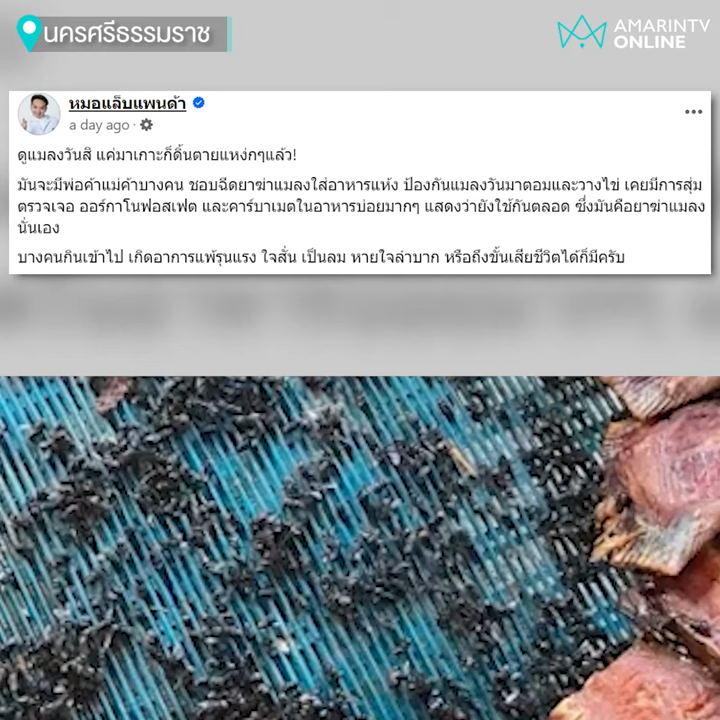 นครศรีธรรมราช
AMARINTV
ONLINE
หมอแล็บแพนด้า
a day ago ·
ดูแมลงวันสิ แค่มาเกาะก็ดิ้นตายแหง่กๆแล้ว!
มันจะมีพ่อค้าแม่ค้าบางคน ชอบฉีดยาฆ่าแมลงใส่อาหารแห้ง ป้องกันแมลงวันมาตอมและวางไข่ เคยมีการสุ่ม
ตรวจเจอ ออร์กาโนฟอสเฟต และคาร์บาเมตในอาหารบ่อยมากๆ แสดงว่ายังใช้กันตลอด ซึ่งมันคือยาฆ่าแมลง
นั่นเอง
บางคนกินเข้าไป เกิดอาการแพ้รุนแรง ใจสั่น เป็นลม หายใจลำบาก หรือถึงขั้นเสียชีวิตได้ก็มีครับ